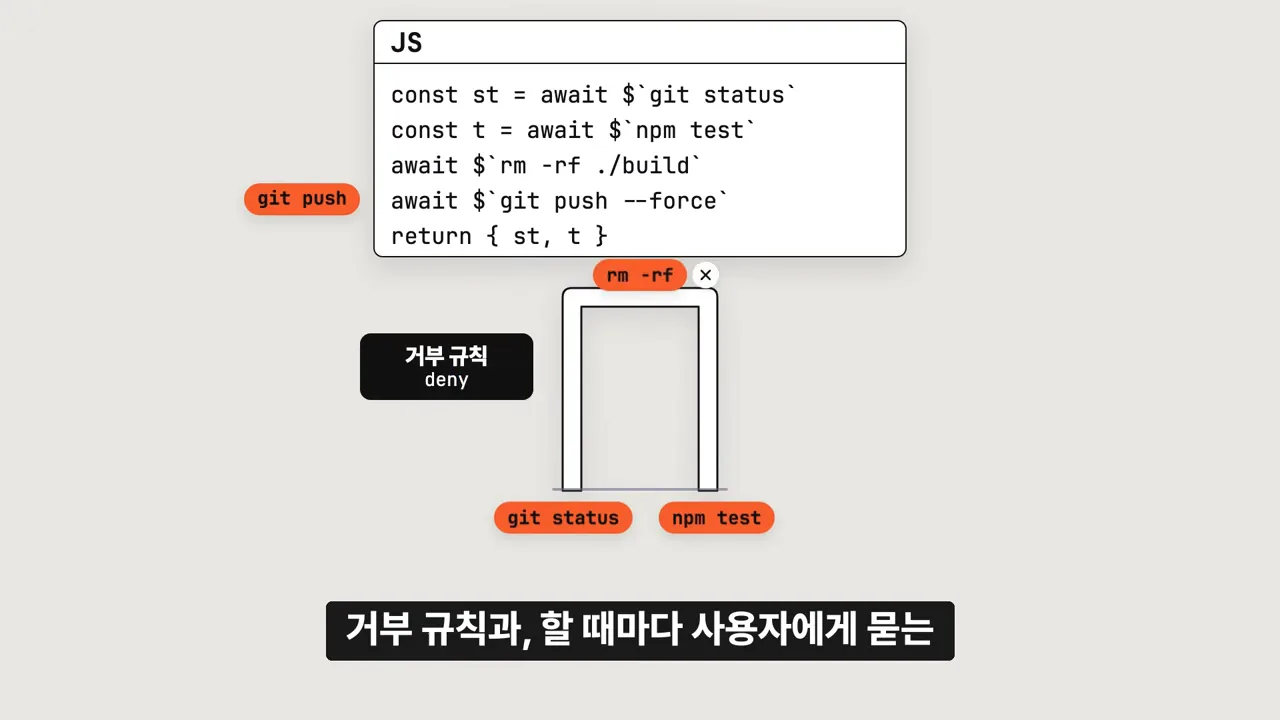 JS
const st = await $`git status`
const t = await $`npm test`
await $`rm -rf ./build`
await $`git push --force`
return { st, t }
git push
rm -rf
거부 규칙
deny
git status
npm test
거부 규칙과, 할 때마다 사용자에게 묻는